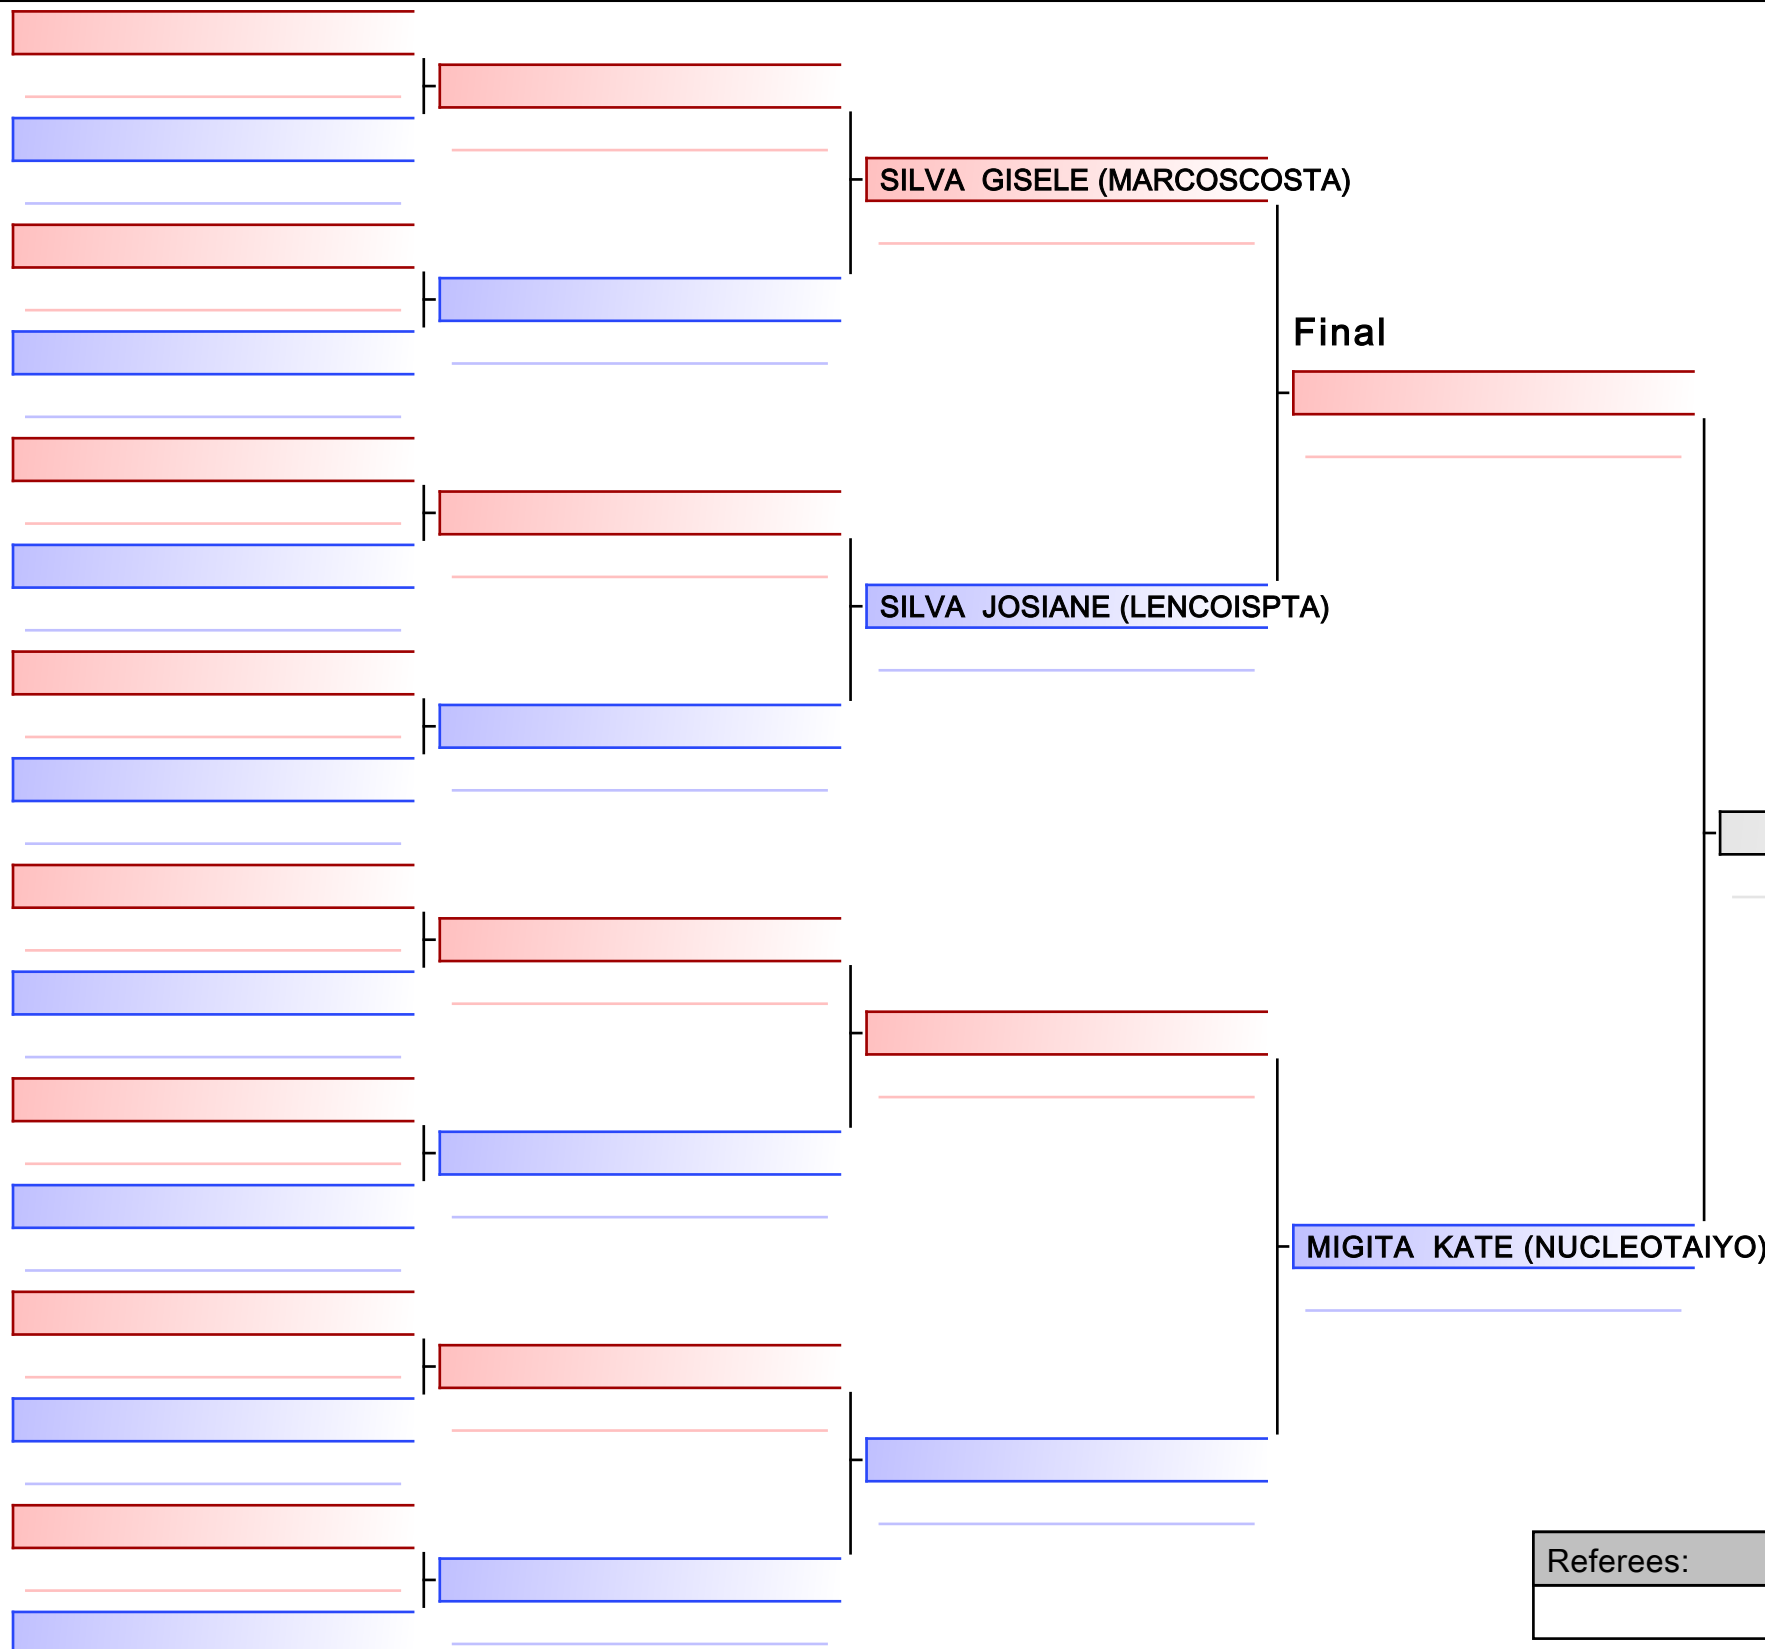 SILVA GISELE (MARCOSCOSTA)
Final
SILVA JOSIANE (LENCOISPTA)
MIGITA KATE (NUCLEOTAIYO)
Referees: